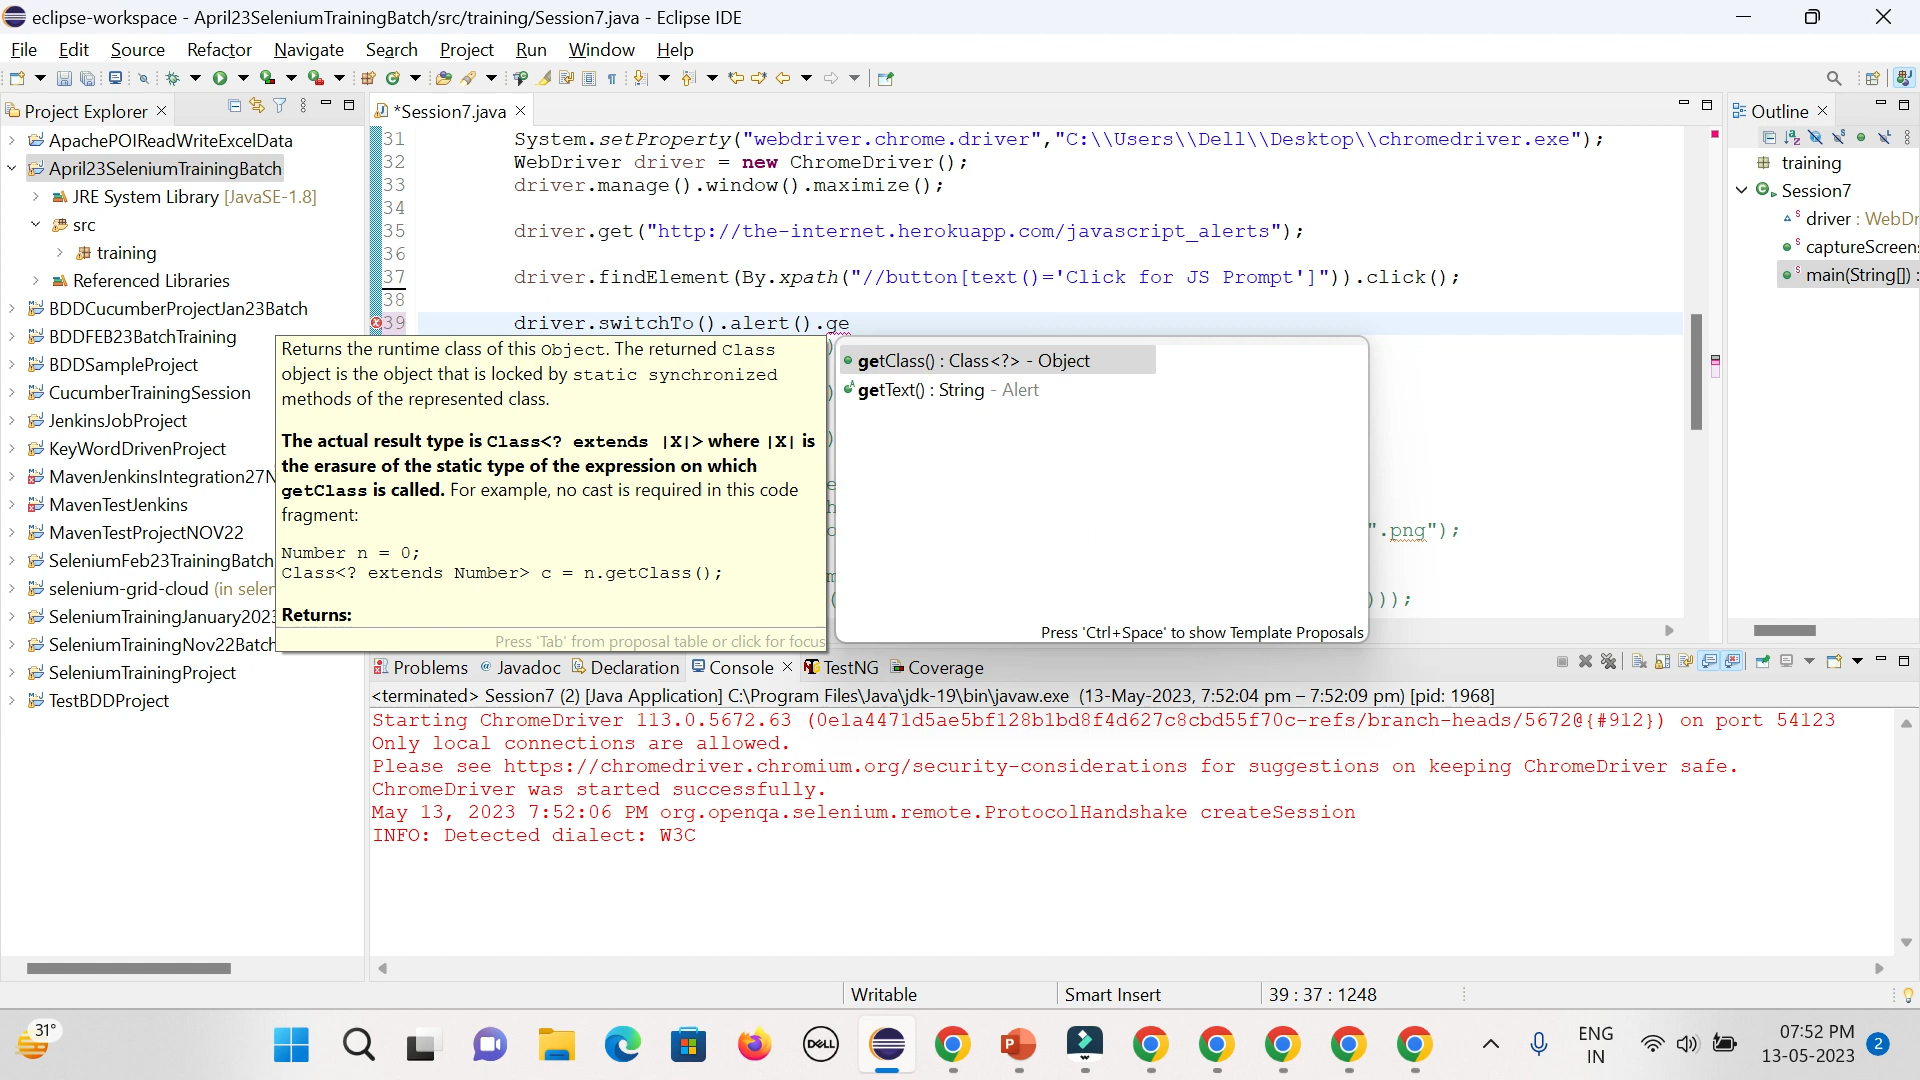 eclipse-workspace - April23SeleniumTrainingBatch/src/training/Session7.java - Eclipse IDE
File Edit Source Refactor Navigate Search Project Run Window Help
Project Explorer
ApachePOIReadWriteExcelData
April23SeleniumTrainingBatch
JRE System Library [JavaSE-1.8]
src
training
Referenced Libraries
BDDCucumberProjectJan23Batch
BDDFEB23BatchTraining
BDDSampleProject
CucumberTrainingSession
JenkinsJobProject
KeyWordDrivenProject
MavenJenkinsIntegration27N
MavenTestJenkins
MavenTestProjectNOV22
SeleniumFeb23TrainingBatch
selenium-grid-cloud (in selen
SeleniumTrainingJanuary2023
SeleniumTrainingNov22Batch
SeleniumTrainingProject
TestBDDProject
*Session7.java
31 System.setProperty("webdriver.chrome.driver","C:\\Users\\Dell\\Desktop\\chromedriver.exe");
32 WebDriver driver = new ChromeDriver();
33 driver.manage().window().maximize();
34
35 driver.get("http://the-internet.herokuapp.com/javascript_alerts");
36
37 driver.findElement(By.xpath("//button[text()='Click for JS Prompt']")).click();
38
39 driver.switchTo().alert().ge
Returns the runtime class of this Object. The returned Class
object is the object that is locked by static synchronized
methods of the represented class.
The actual result type is Class<? extends |X|> where |X| is
the erasure of the static type of the expression on which
getClass is called. For example, no cast is required in this code
fragment:
Number n = 0;
Class<? extends Number> c = n.getClass();
Returns:
Press 'Tab' from proposal table or click for focus
getClass() : Class<?> - Object
getText() : String - Alert
Press 'Ctrl+Space' to show Template Proposals
".png");
)));
Outline
training
Session7
driver : WebDr
captureScreens
main(String[]) :
Problems Javadoc Declaration Console TestNG Coverage
<terminated> Session7 (2) [Java Application] C:\Program Files\Java\jdk-19\bin\javaw.exe (13-May-2023, 7:52:04 pm – 7:52:09 pm) [pid: 1968]
Starting ChromeDriver 113.0.5672.63 (0e1a4471d5ae5bf128b1bd8f4d627c8cbd55f70c-refs/branch-heads/5672@{#912}) on port 54123
Only local connections are allowed.
Please see https://chromedriver.chromium.org/security-considerations for suggestions on keeping ChromeDriver safe.
ChromeDriver was started successfully.
May 13, 2023 7:52:06 PM org.openqa.selenium.remote.ProtocolHandshake createSession
INFO: Detected dialect: W3C
Writable Smart Insert 39 : 37 : 1248
31°
DELL
ENG
IN
07:52 PM
13-05-2023
2